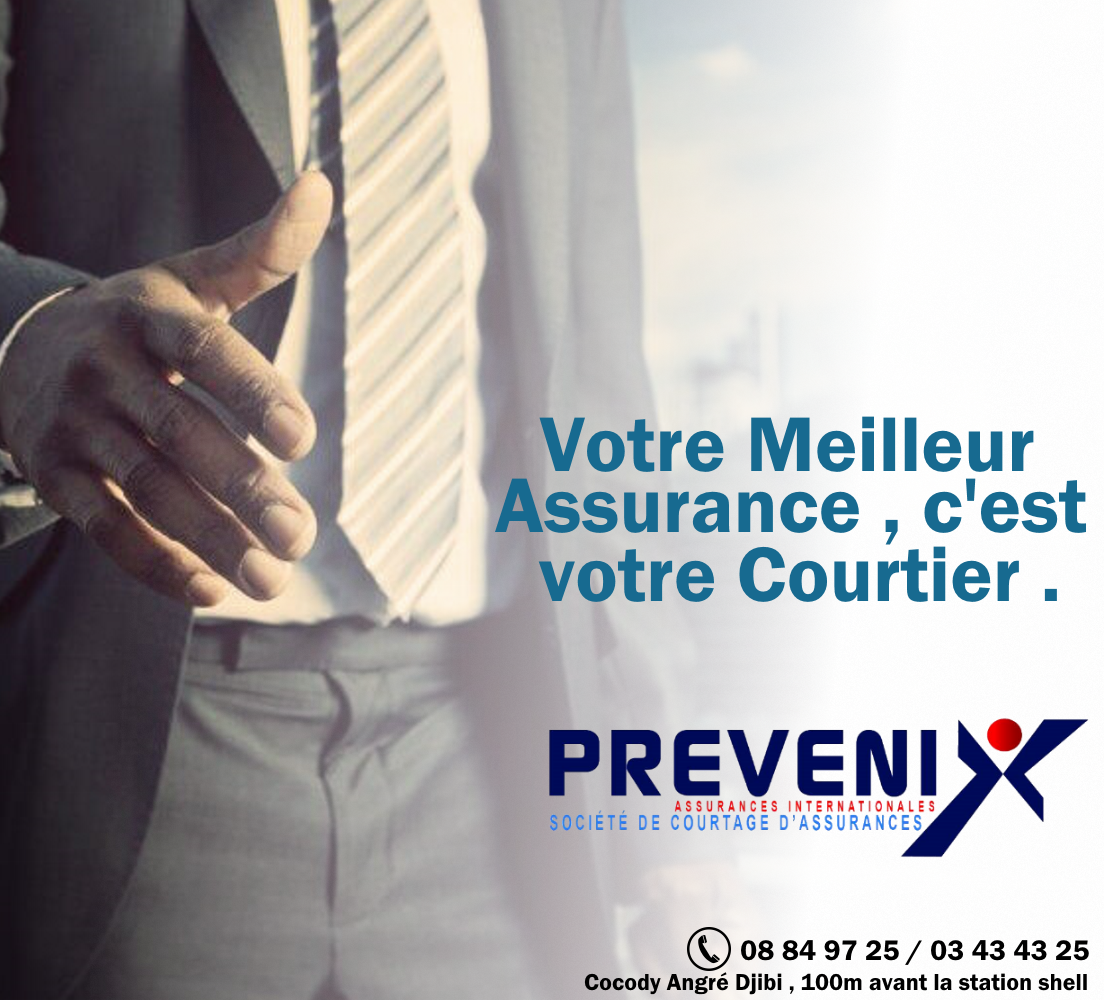 Votre Meilleur
Assurance , c'est
votre Courtier .
PREVENIX
ASSURANCES INTERNATIONALES
SOCIÉTÉ DE COURTAGE D'ASSURANCES
08 84 97 25 / 03 43 43 25
Cocody Angré Djibi , 100m avant la station shell